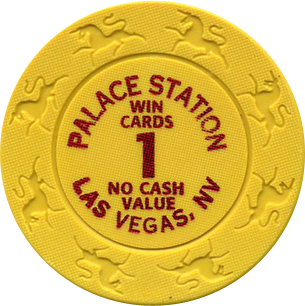 PALACE STATION
WIN
CARDS
1
NO CASH
VALUE
LAS VEGAS, NV